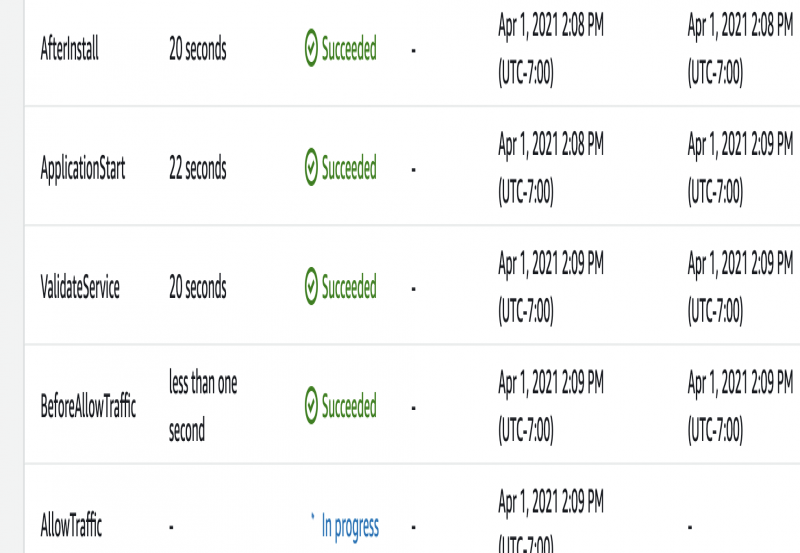 AfterInstall 20 seconds Succeeded - Apr 1, 2021 2:08 PM (UTC-7:00) Apr 1, 2021 2:08 PM (UTC-7:00)
ApplicationStart 22 seconds Succeeded - Apr 1, 2021 2:08 PM (UTC-7:00) Apr 1, 2021 2:09 PM (UTC-7:00)
ValidateService 20 seconds Succeeded - Apr 1, 2021 2:09 PM (UTC-7:00) Apr 1, 2021 2:09 PM (UTC-7:00)
BeforeAllowTraffic less than one second Succeeded - Apr 1, 2021 2:09 PM (UTC-7:00) Apr 1, 2021 2:09 PM (UTC-7:00)
AllowTraffic - In progress - Apr 1, 2021 2:09 PM (UTC-7:00) -